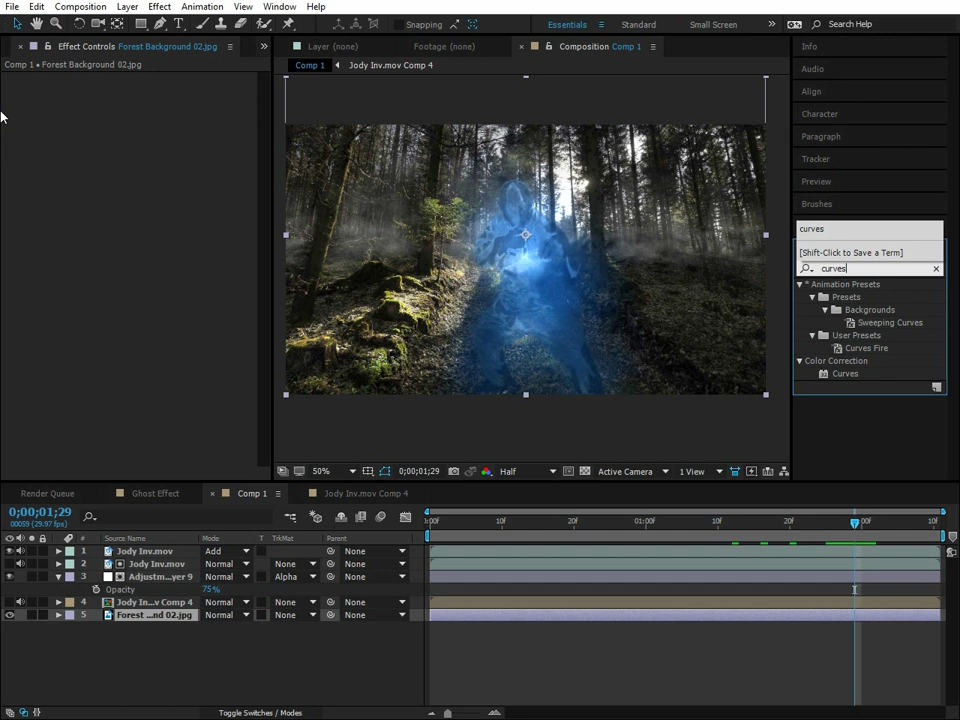 File Edit Composition Layer Effect Animation View Window Help
Snapping Essentials Standard Small Screen Search Help
Effect Controls Forest Background 02.jpg
Layer (none) Footage (none) Composition Comp 1
Comp 1 • Forest Background 02.jpg
Comp 1 Jody Inv.mov Comp 4
Info
Audio
Align
Character
Paragraph
Tracker
Preview
Brushes
curves
[Shift-Click to Save a Term]
curves
* Animation Presets
Presets
Backgrounds
Sweeping Curves
User Presets
Curves Fire
Color Correction
Curves
50% 0;00;01;29 Half Active Camera 1 View
Render Queue Ghost Effect Comp 1 Jody Inv.mov Comp 4
0;00;01;29
00059 (29.97 fps)
:00f 10f 20f 01:00f 10f 20f 00f 10f
# Source Name Mode T TrkMat Parent
1 Jody Inv.mov Add None
2 Jody Inv.mov Normal None None
3 Adjustm...yer 9 Normal Alpha None
Opacity 75%
4 Jody In...v Comp 4 Normal None None
5 Forest ...nd 02.jpg Normal None None
Toggle Switches / Modes